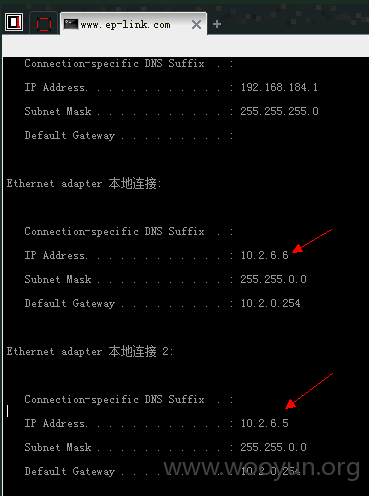 www.ep-link.com
Connection-specific DNS Suffix . :
IP Address. . . . . . . . . . . . : 192.168.184.1
Subnet Mask . . . . . . . . . . . : 255.255.255.0
Default Gateway . . . . . . . . . :
Ethernet adapter 本地连接:
Connection-specific DNS Suffix . :
IP Address. . . . . . . . . . . . : 10.2.6.6
Subnet Mask . . . . . . . . . . . : 255.255.0.0
Default Gateway . . . . . . . . . : 10.2.0.254
Ethernet adapter 本地连接 2:
Connection-specific DNS Suffix . :
IP Address. . . . . . . . . . . . : 10.2.6.5
Subnet Mask . . . . . . . . . . . : 255.255.0.0
Default Gateway . . . . . . . . . : 10.2.0.254
www.wooyun.org